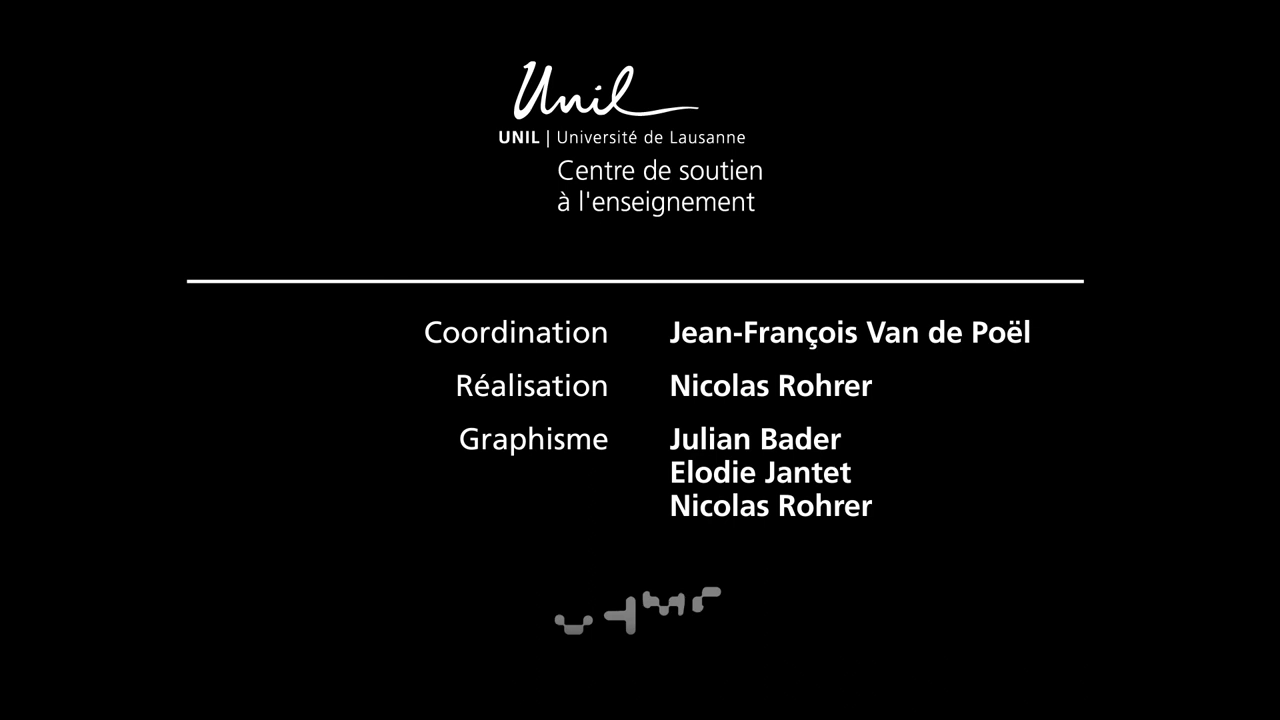 Unil
UNIL | Université de Lausanne
Centre de soutien
à l'enseignement
Coordination Jean-François Van de Poël
Réalisation Nicolas Rohrer
Graphisme Julian Bader
Elodie Jantet
Nicolas Rohrer